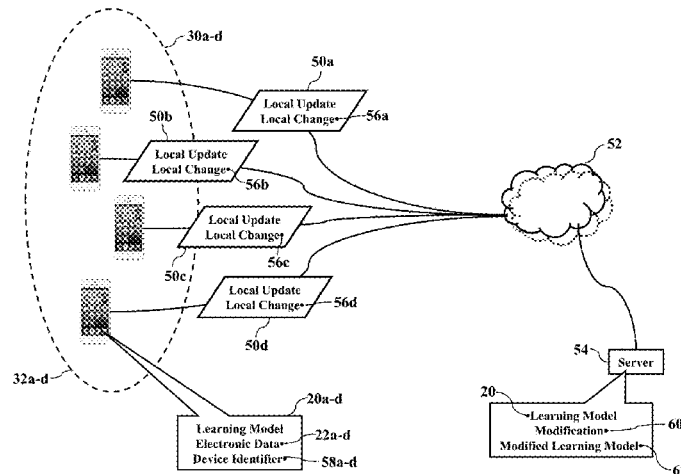 30a-d
50a
Local Update
Local Change
56a
50b
Local Update
Local Change
56b
52
Local Update
Local Change
50c
56c
Local Update
Local Change
56d
50d
54
Server
32a-d
20a-d
Learning Model
Electronic Data
22a-d
Device Identifier
58a-d
20
Learning Model
Modification
60
Modified Learning Model